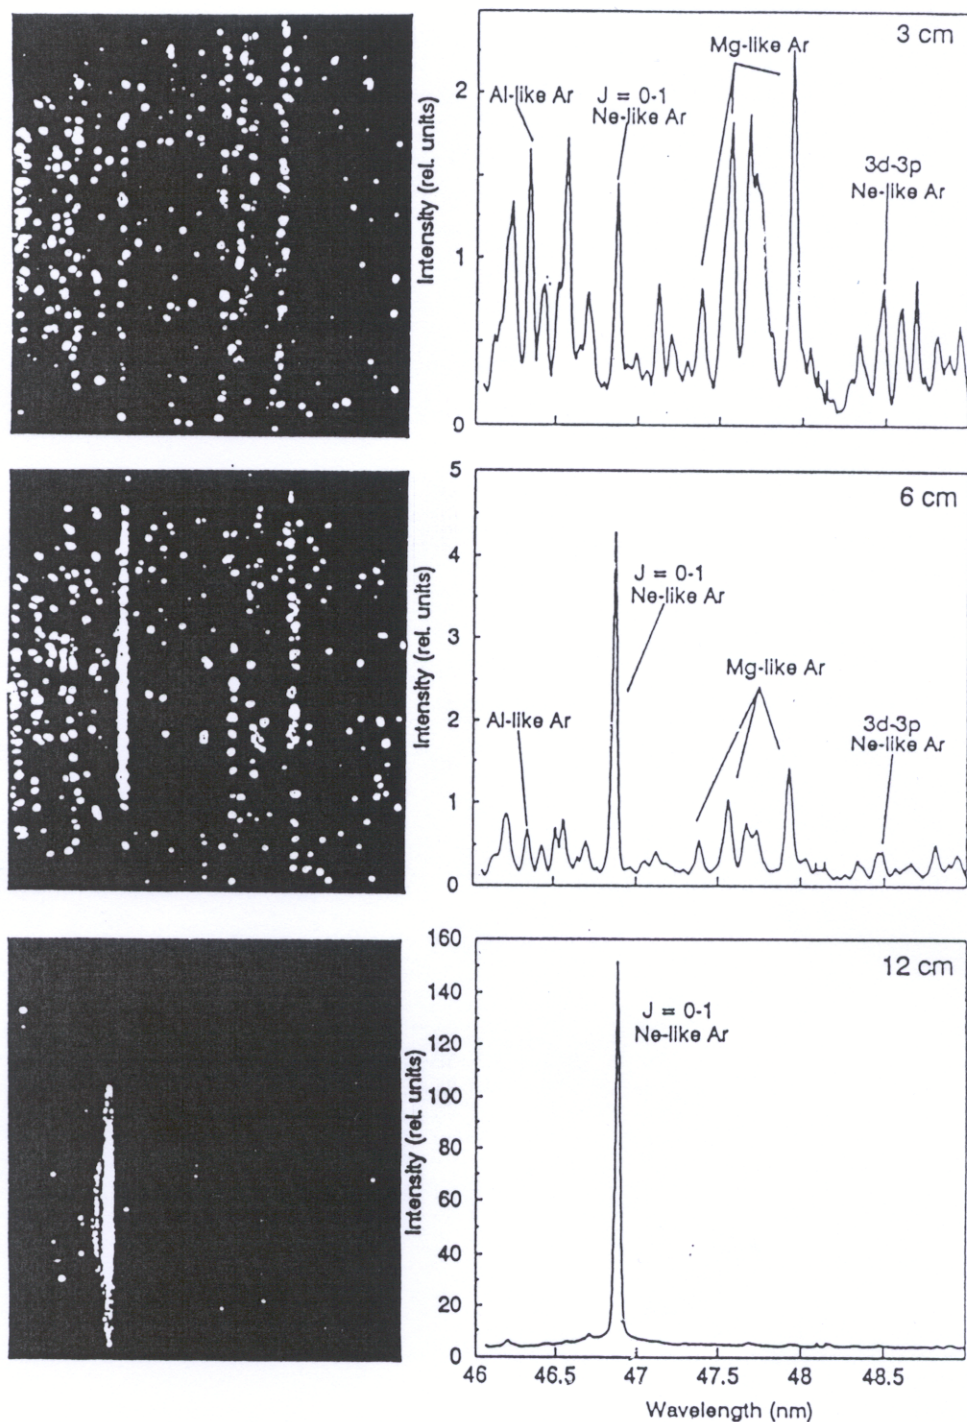 3 cm
Mg-like Ar
Al-like Ar
J = 0-1
Ne-like Ar
3d-3p
Ne-like Ar
Intensity (rel. units)
2
1
0
6 cm
J = 0-1
Ne-like Ar
Mg-like Ar
Al-like Ar
3d-3p
Ne-like Ar
Intensity (rel. units)
5
4
3
2
1
0
12 cm
J = 0-1
Ne-like Ar
Intensity (rel. units)
160
140
120
100
80
60
40
20
0
46 46.5 47 47.5 48 48.5
Wavelength (nm)